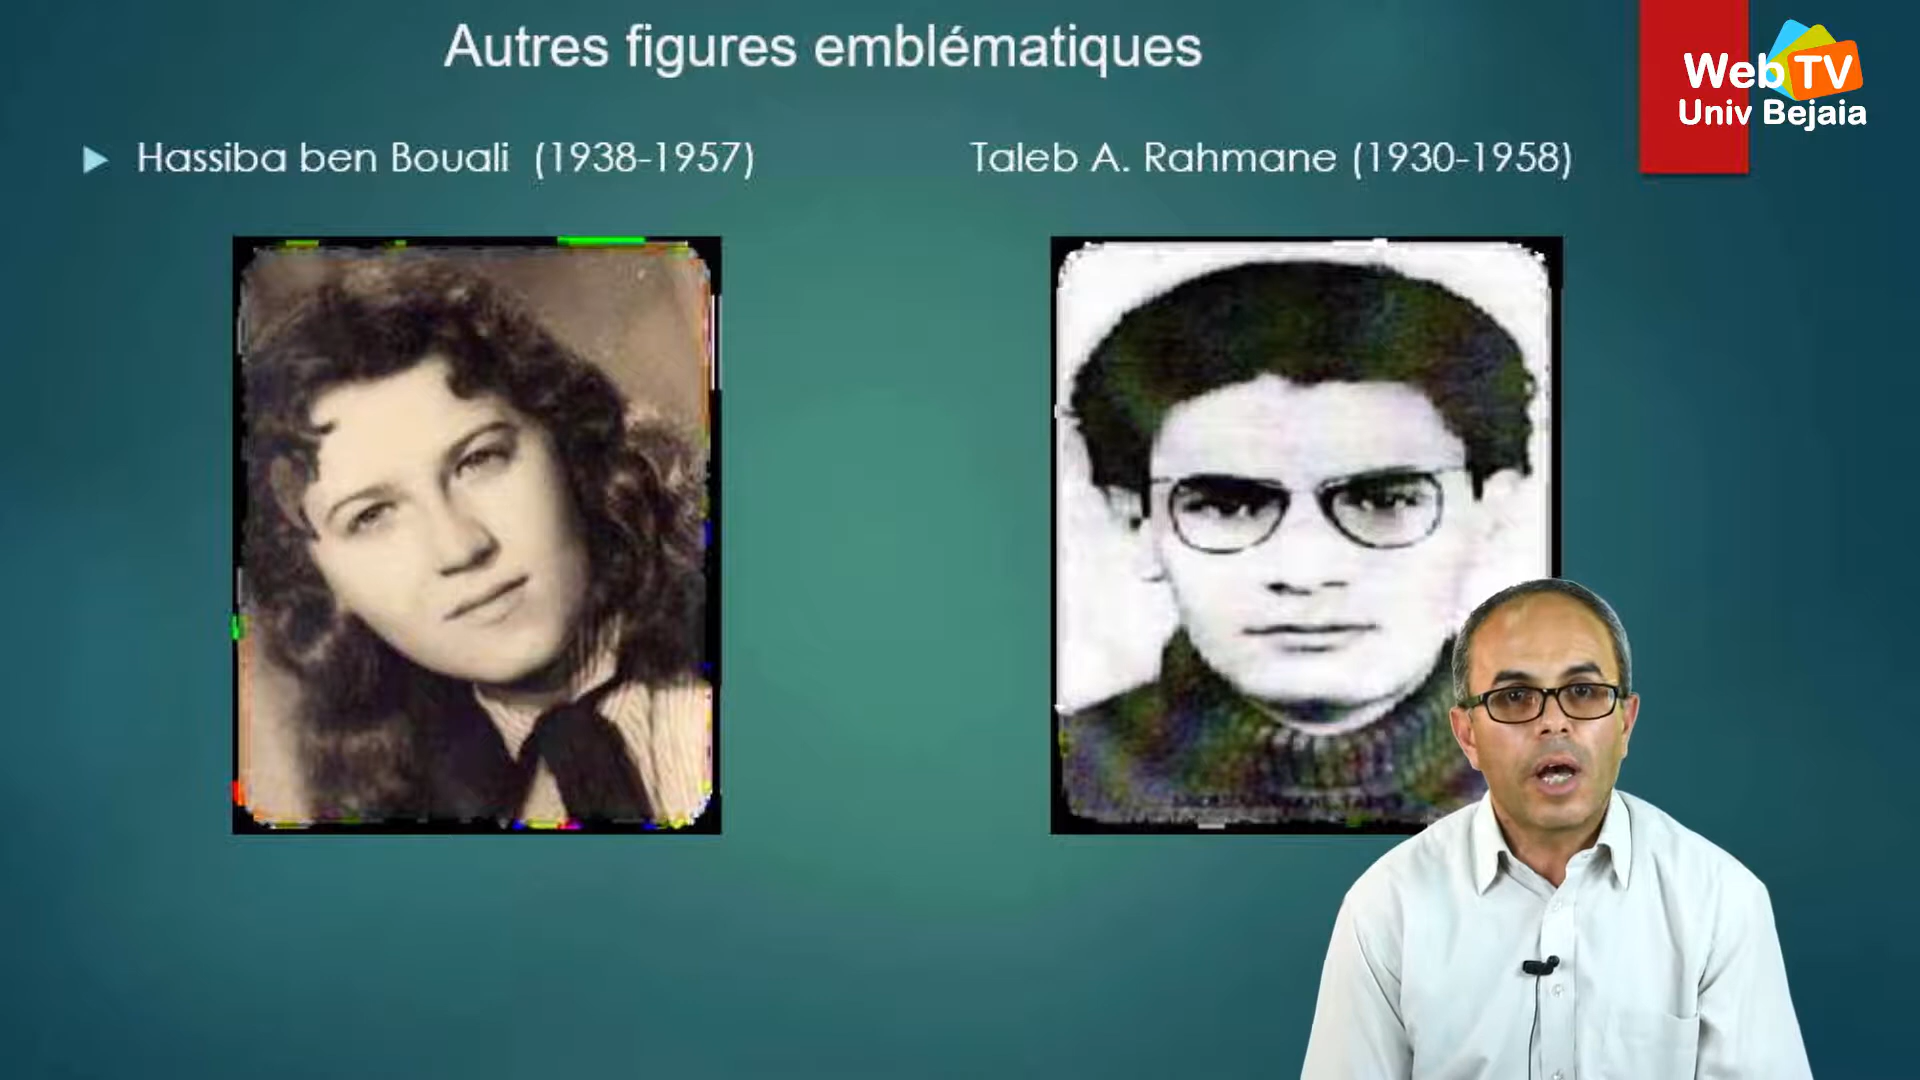 Autres figures emblématiques
Web TV
Univ Bejaia
Hassiba ben Bouali (1938-1957)
Taleb A. Rahmane (1930-1958)